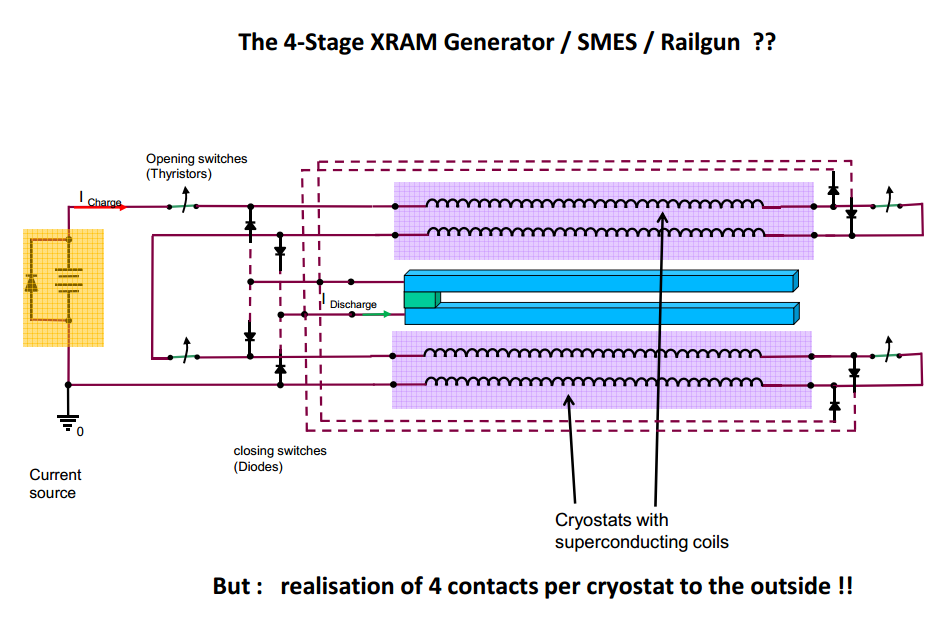 The 4-Stage XRAM Generator / SMES / Railgun ??
Opening switches
(Thyristors)
I Charge
I Discharge
0
closing switches
(Diodes)
Current
source
Cryostats with
superconducting coils
But : realisation of 4 contacts per cryostat to the outside !!